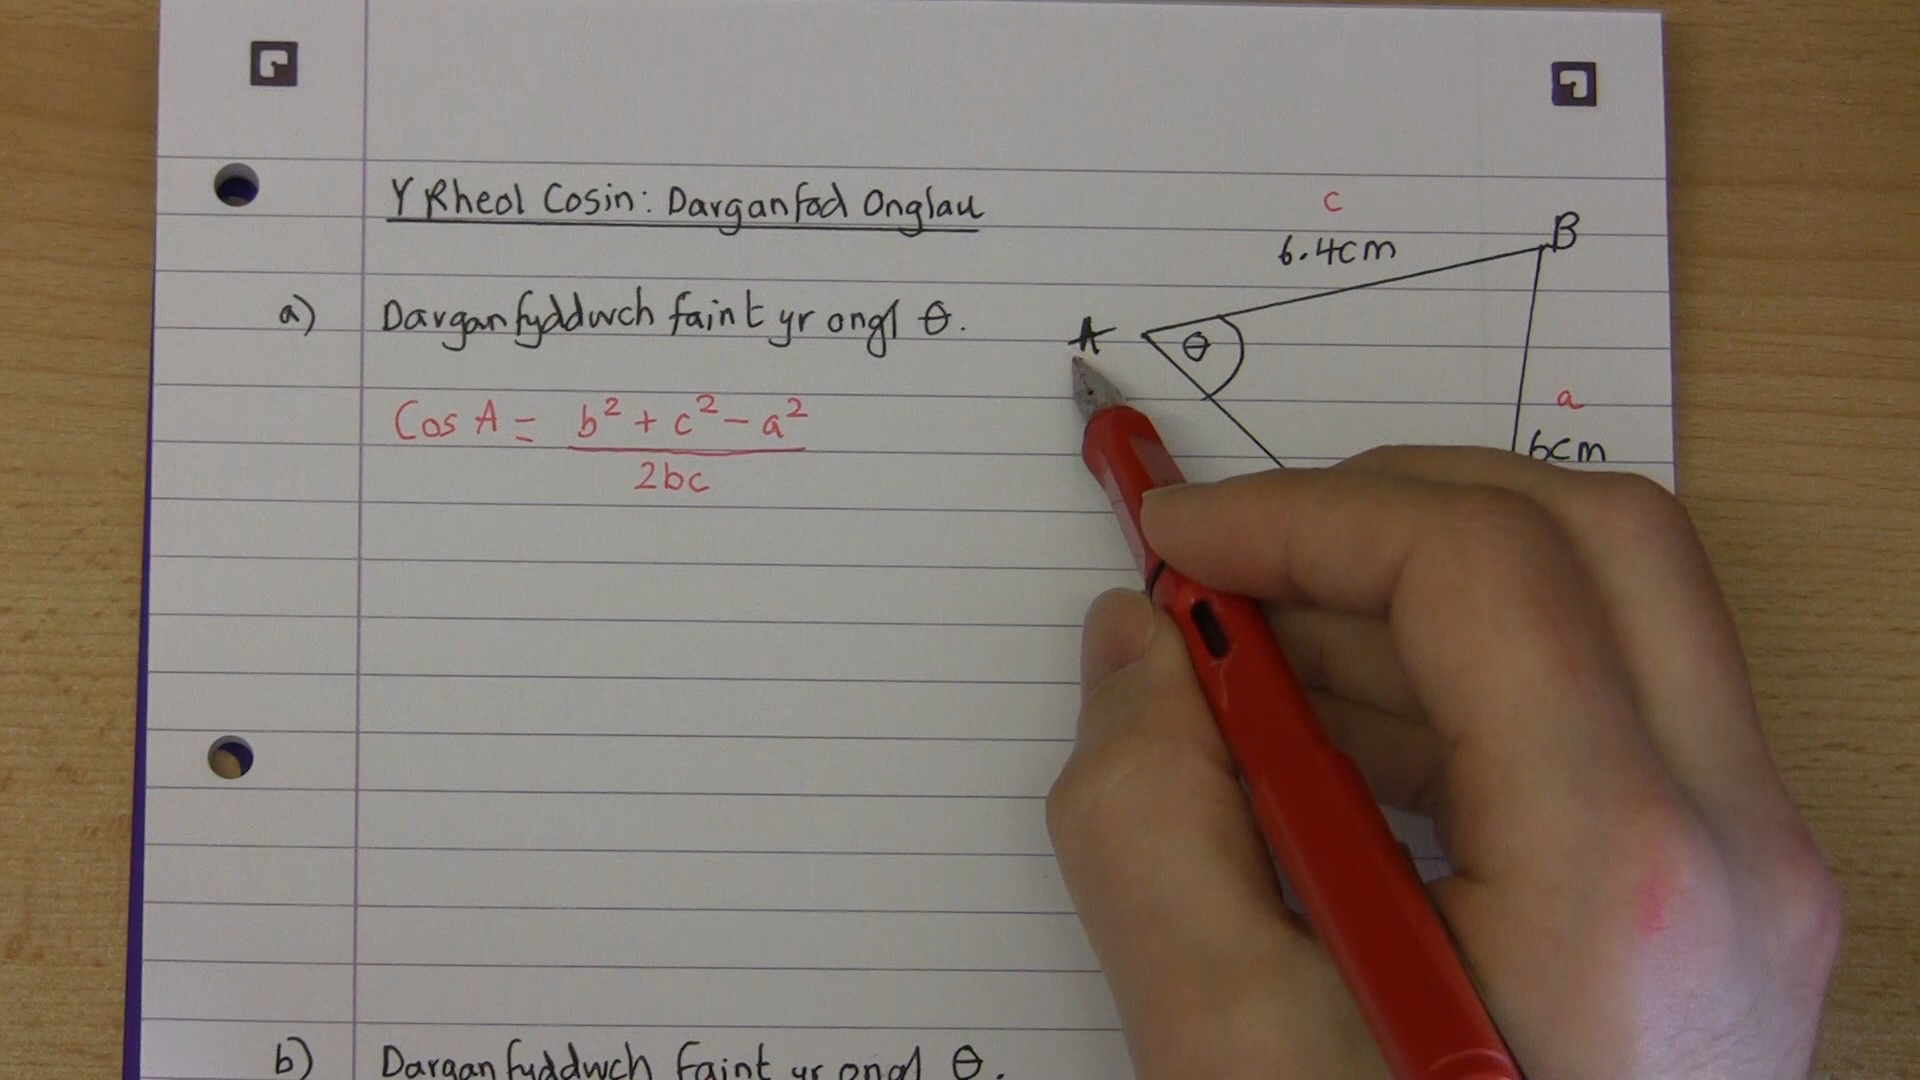 Y Rheol Cosin: Darganfod Onglau
c
6.4cm
B
a) Darganfyddwch faint yr ongl θ.
A
θ
Cos A = b² + c² - a²
2bc
a
6cm
b) Darganfyddwch faint yr ongl θ.